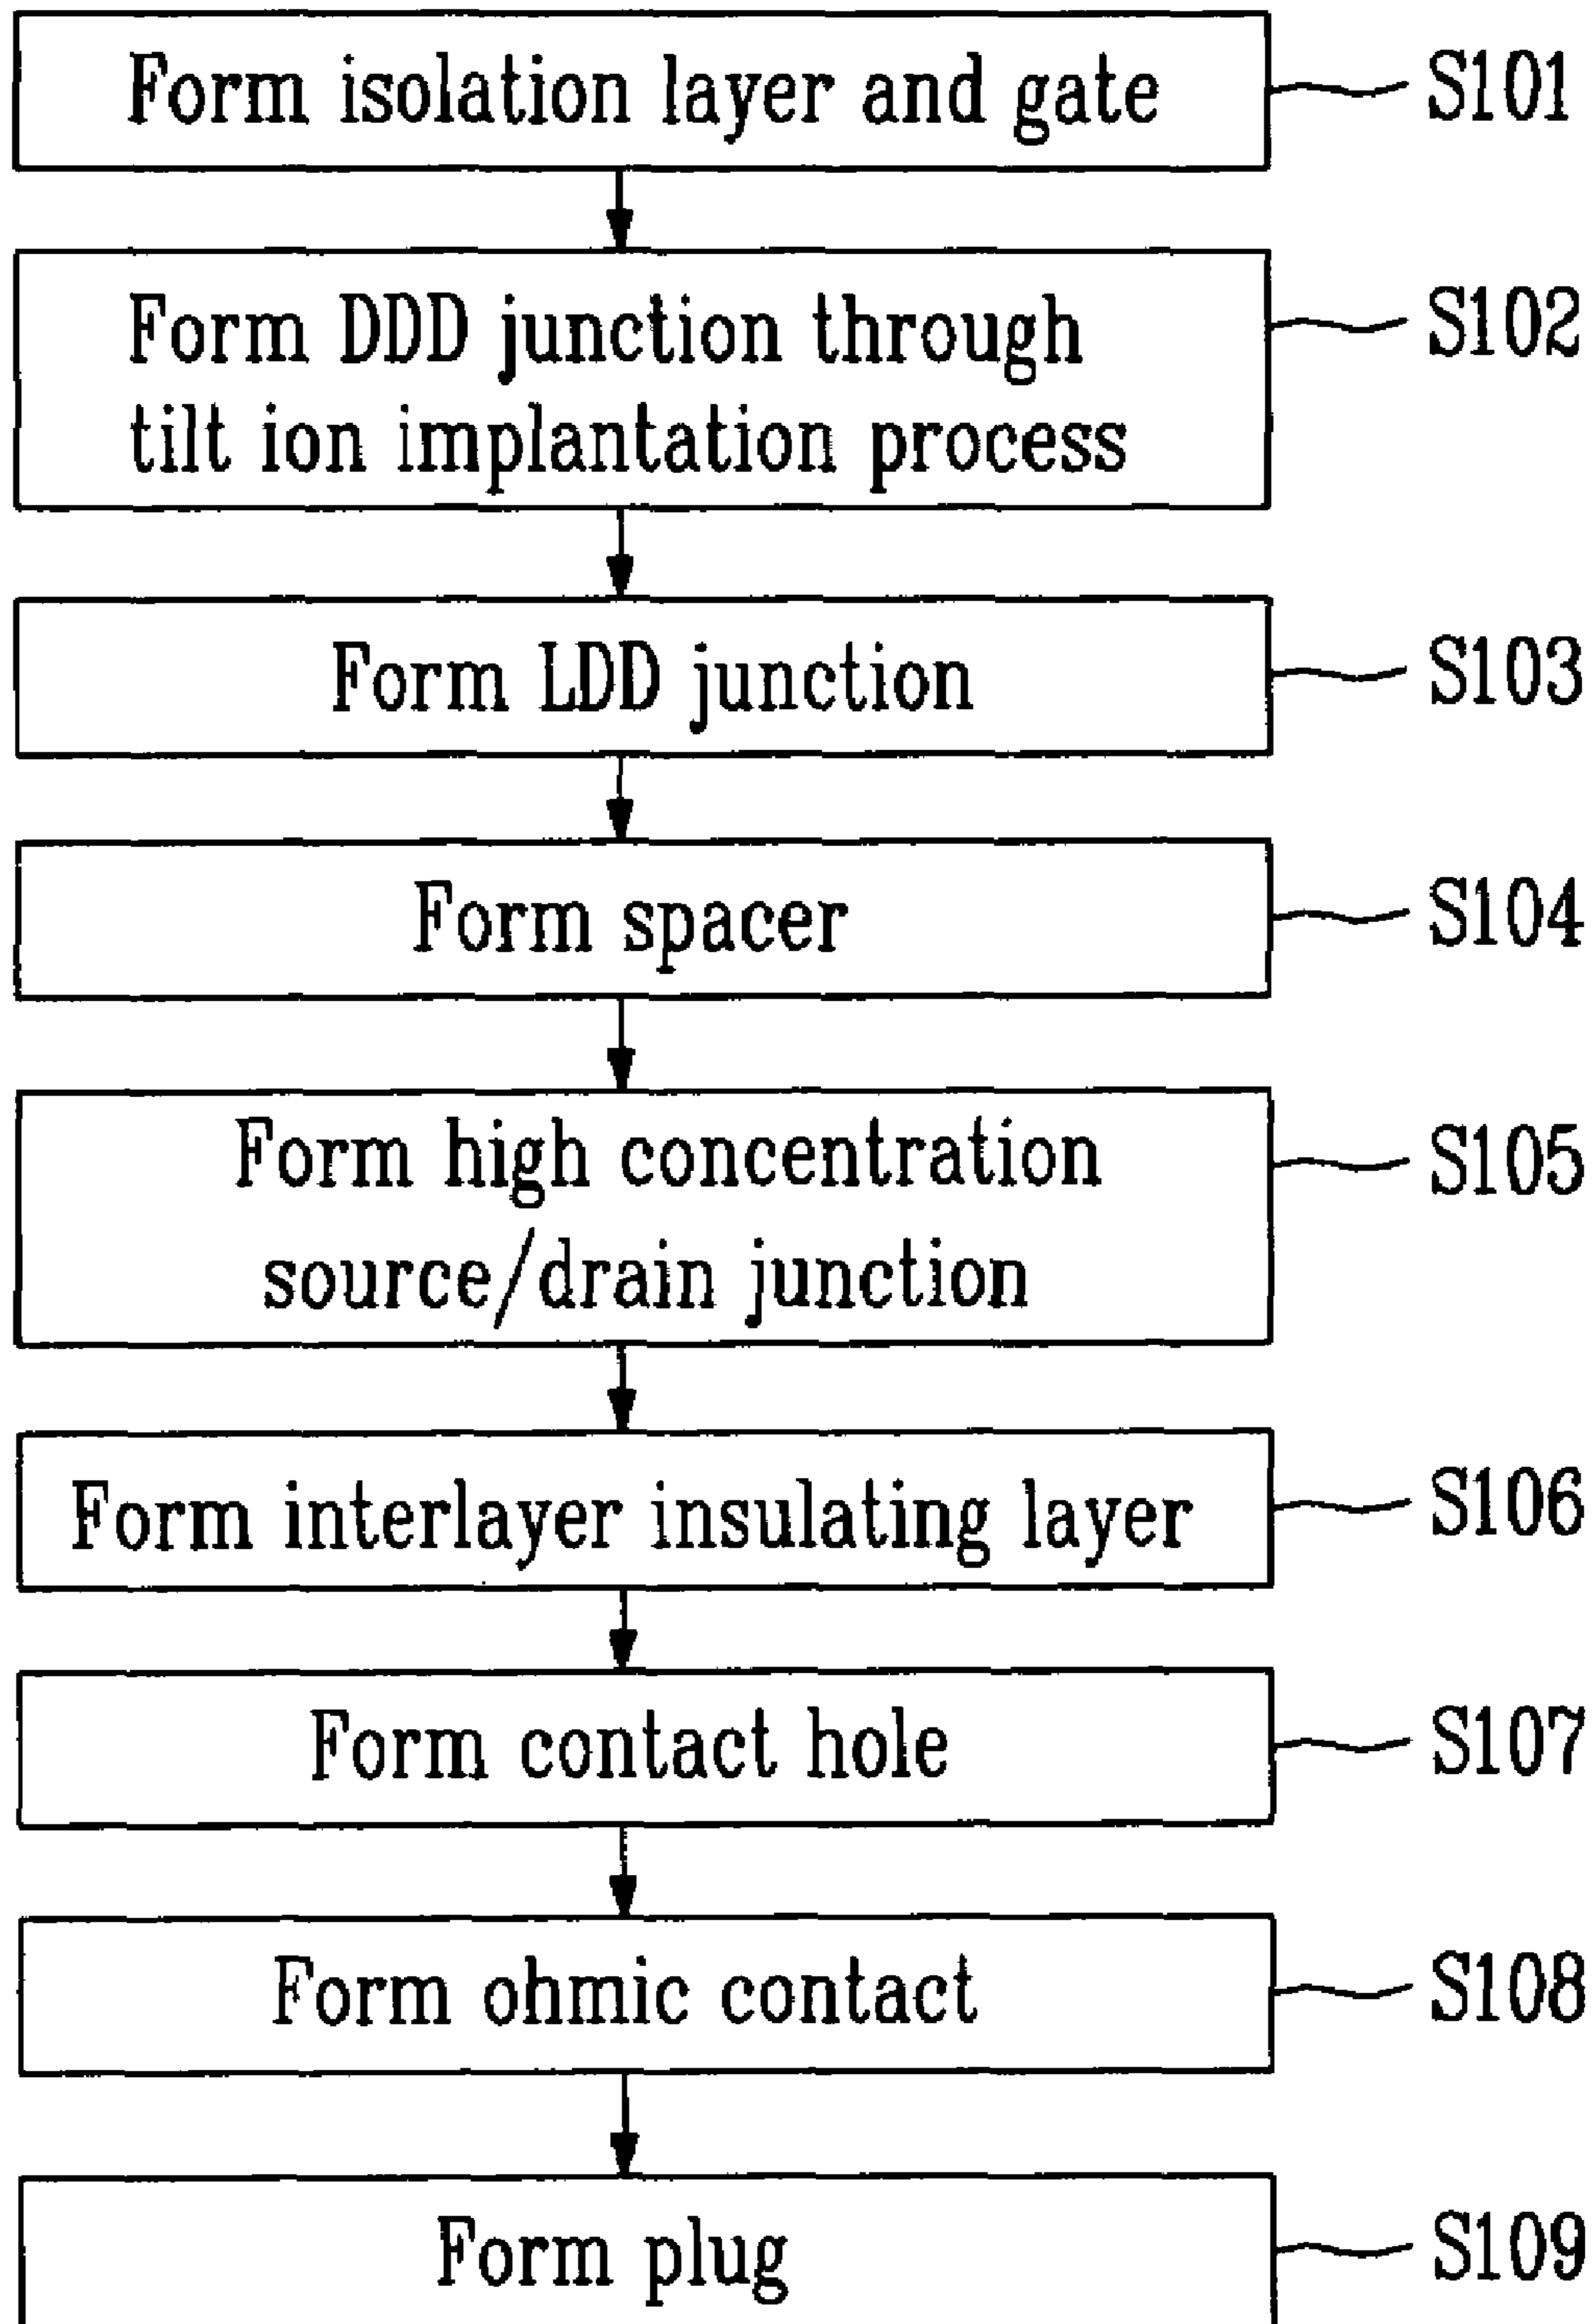 Form isolation layer and gate
S101
Form DDD junction through
tilt ion implantation process
S102
Form LDD junction
S103
Form spacer
S104
Form high concentration
source/drain junction
S105
Form interlayer insulating layer
S106
Form contact hole
S107
Form ohmic contact
S108
Form plug
S109